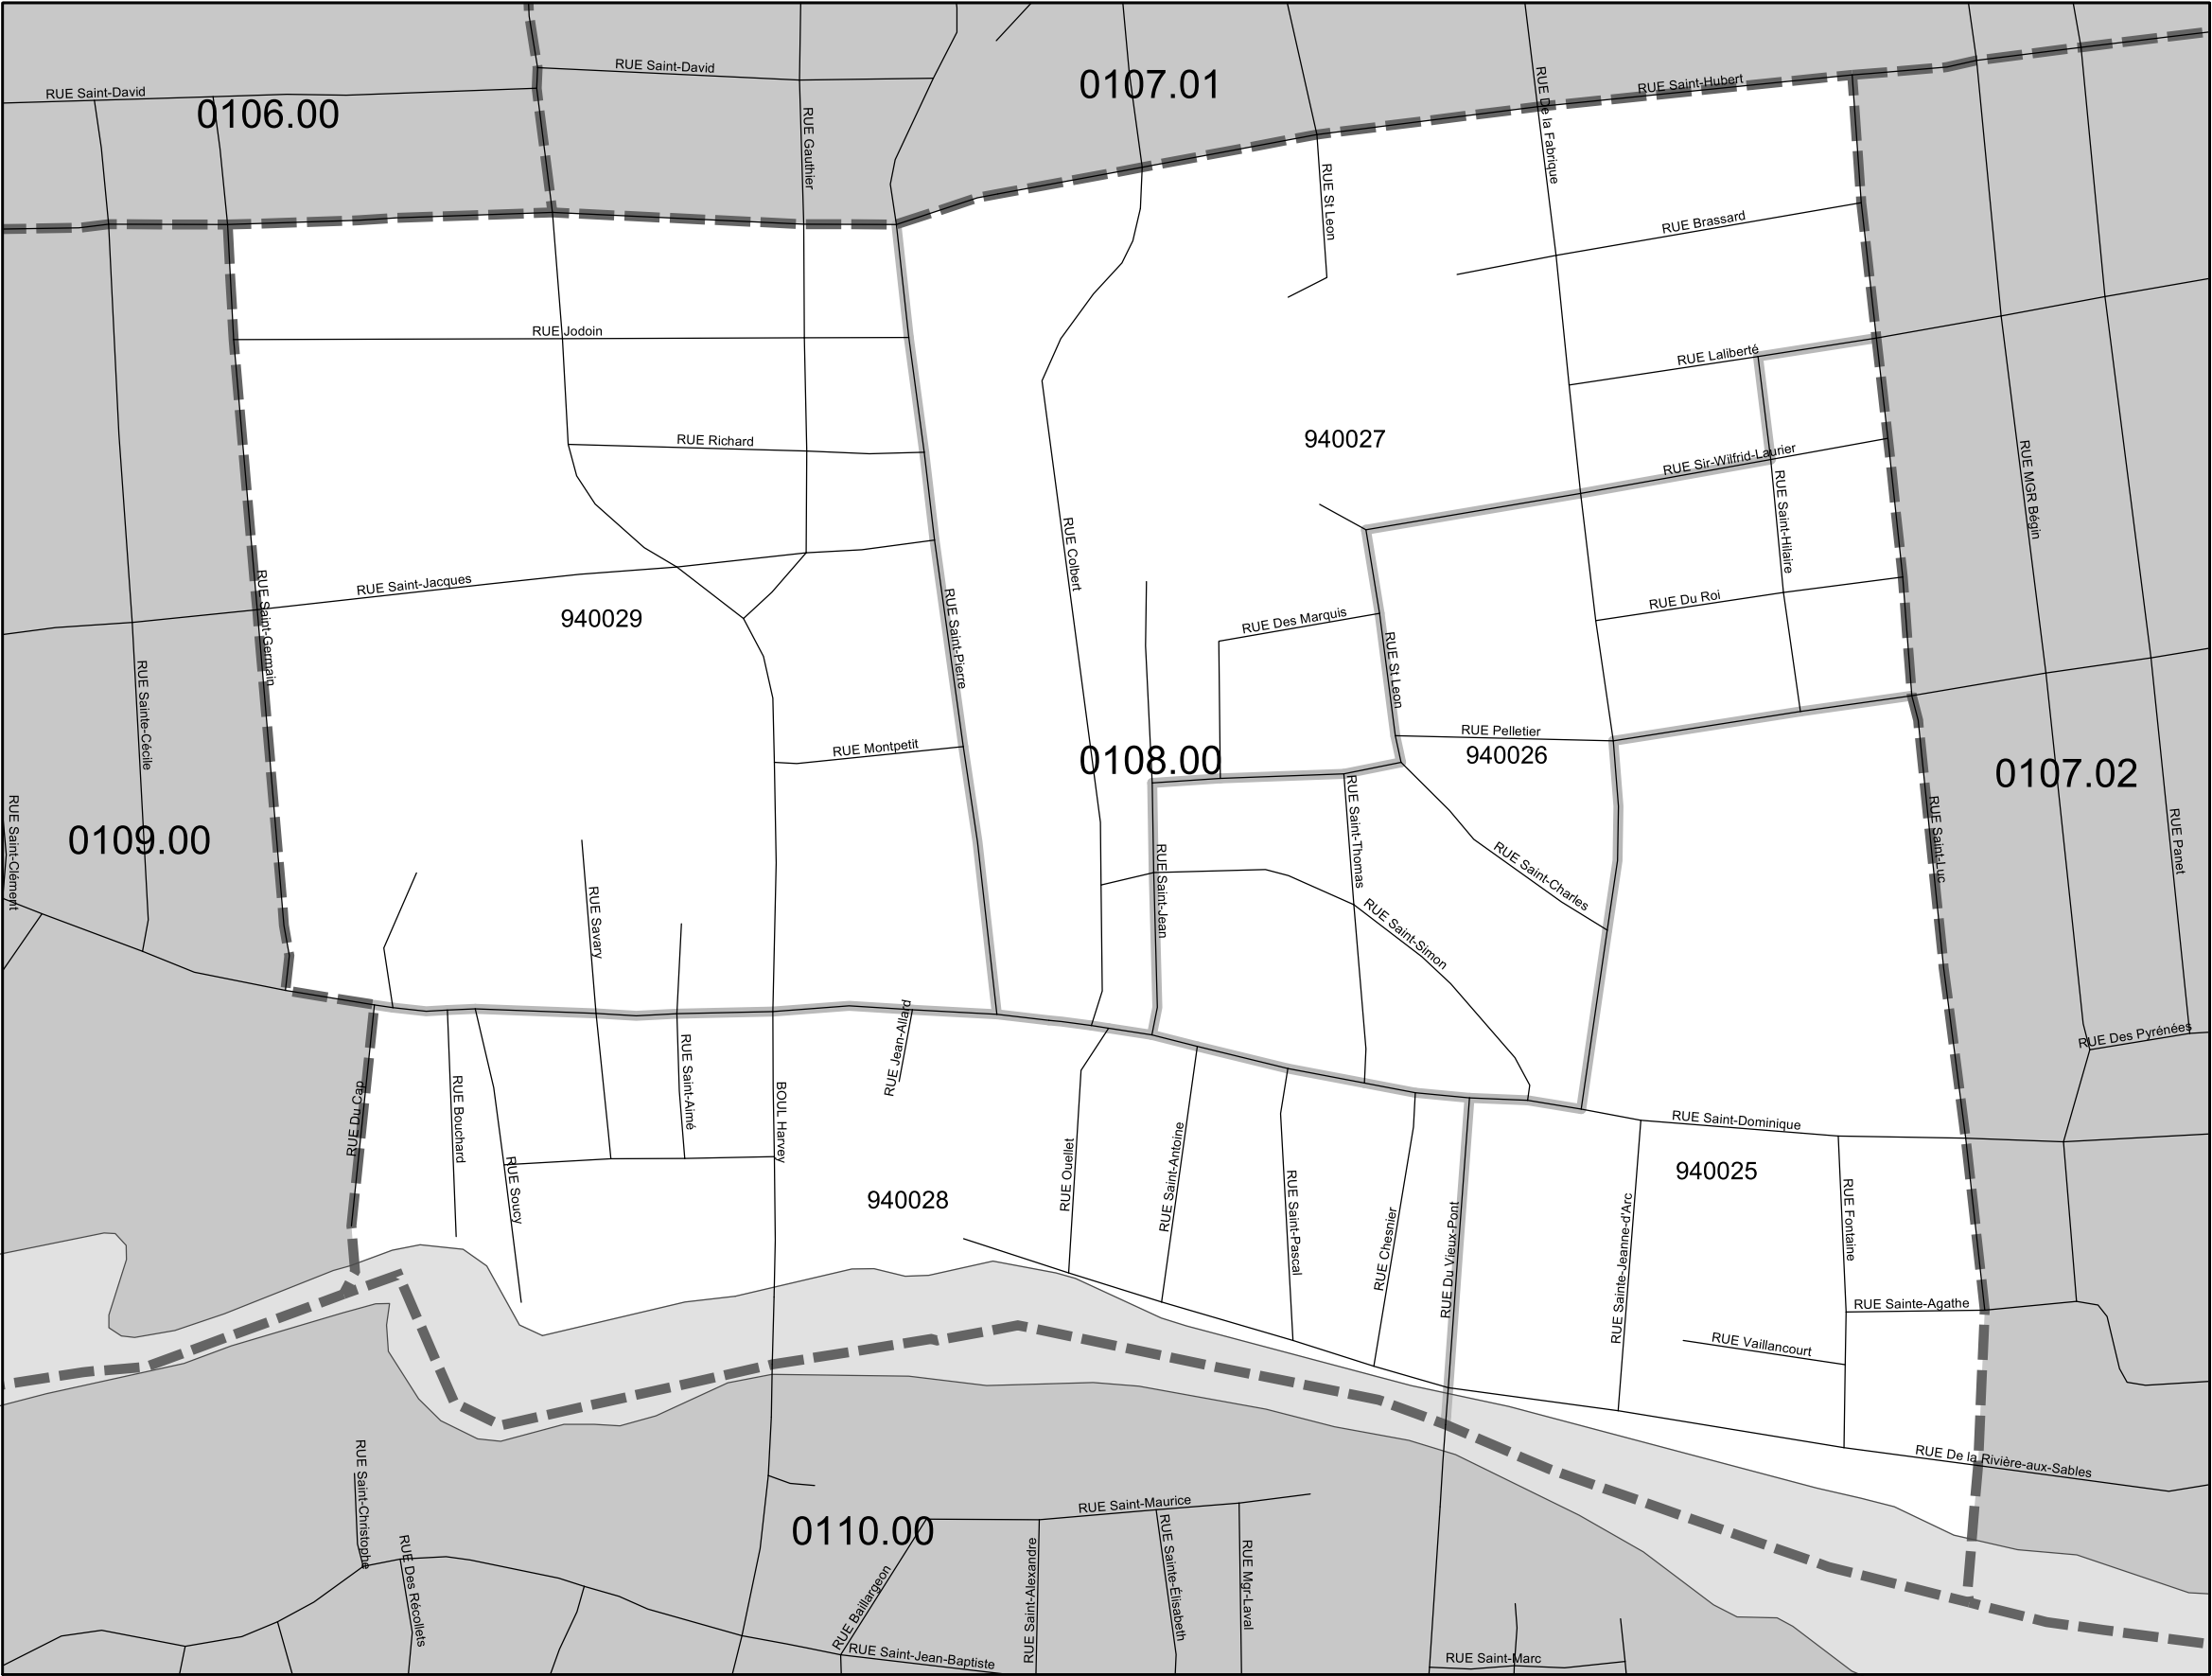 RUE Saint-David
RUE Saint-David
0106.00
0107.01
RUE Saint-Hubert
RUE De la Fabrique
RUE Gauthier
RUE St Leon
RUE Brassard
RUE Jodoin
RUE Laliberté
RUE Richard
940027
RUE Sir-Wilfrid-Laurier
RUE MGR Bégin
RUE Saint-Hilaire
RUE Colbert
RUE Saint-Jacques
RUE Saint-Germain
940029
RUE Saint-Pierre
RUE Des Marquis
RUE St Leon
RUE Du Roi
RUE Sainte-Cécile
RUE Montpetit
RUE Pelletier
940026
0108.00
0107.02
RUE Saint-Clément
0109.00
RUE Saint-Thomas
RUE Saint-Luc
RUE Panet
RUE Saint-Jean
RUE Saint-Charles
RUE Savary
RUE Saint-Simon
RUE Jean-Allard
RUE Des Pyrénées
RUE Saint-Aimé
RUE Du Cap
RUE Bouchard
BOUL Harvey
RUE Saint-Dominique
RUE Ouellet
RUE Saint-Antoine
RUE Soucy
940028
940025
RUE Saint-Pascal
RUE Chesnier
RUE Du Vieux-Pont
RUE Sainte-Jeanne-d'Arc
RUE Fontaine
RUE Sainte-Agathe
RUE Vaillancourt
RUE De la Rivière-aux-Sables
RUE Saint-Christophe
RUE Des Récollets
0110.00
RUE Saint-Maurice
RUE Baillargeon
RUE Saint-Alexandre
RUE Sainte-Élisabeth
RUE Mgr-Laval
RUE Saint-Jean-Baptiste
RUE Saint-Marc